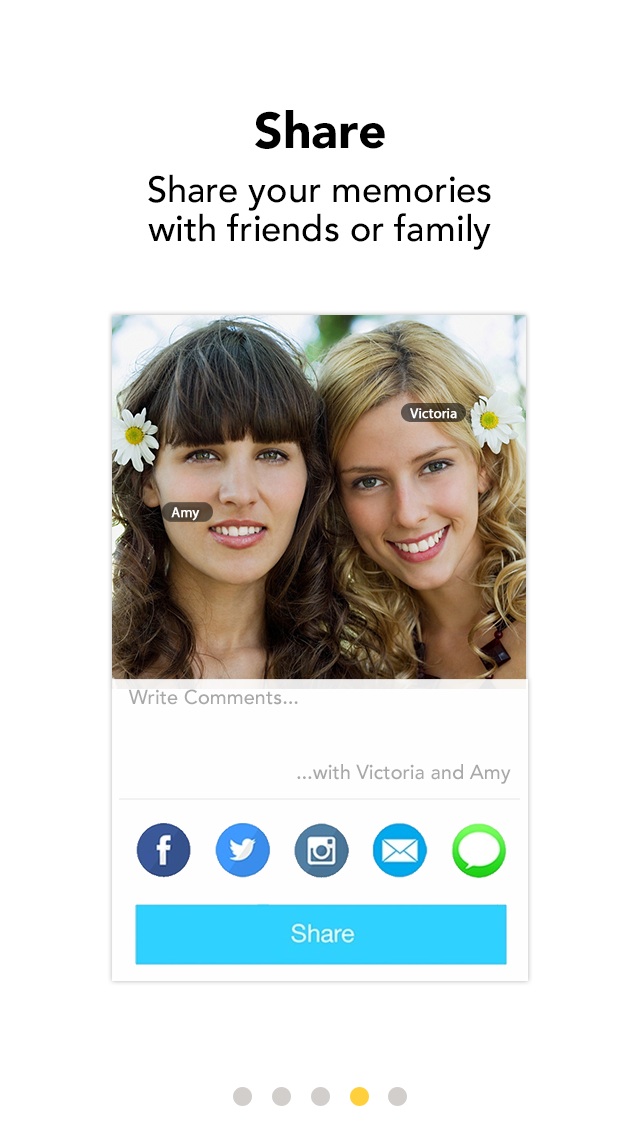 Share
Share your memories
with friends or family
Victoria
Amy
Write Comments...
...with Victoria and Amy
f
Share